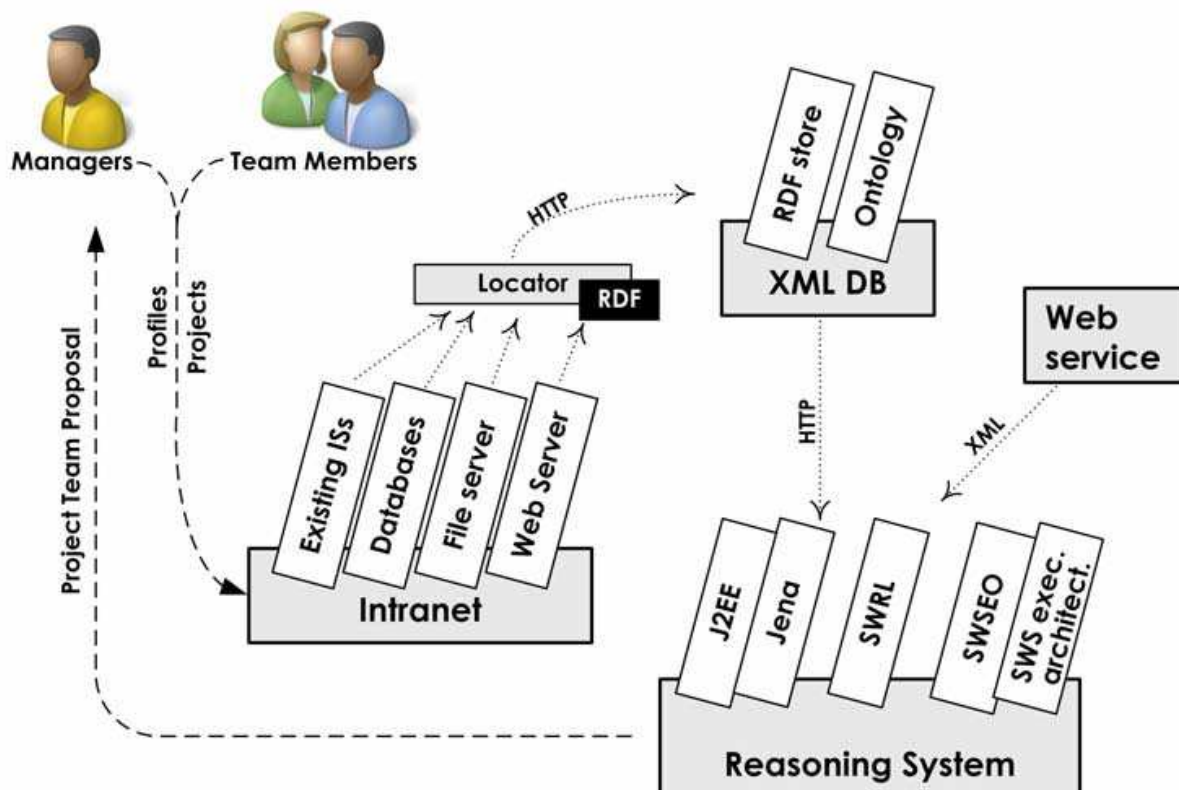 Managers
Team Members
Project Team Proposal
Profiles
Projects
HTTP
Locator
RDF
RDF store
Ontology
XML DB
Web
service
Existing ISs
Databases
File server
Web Server
Intranet
HTTP
XML
J2EE
Jena
SWRL
SWSEO
SWS exec.
architect.
Reasoning System